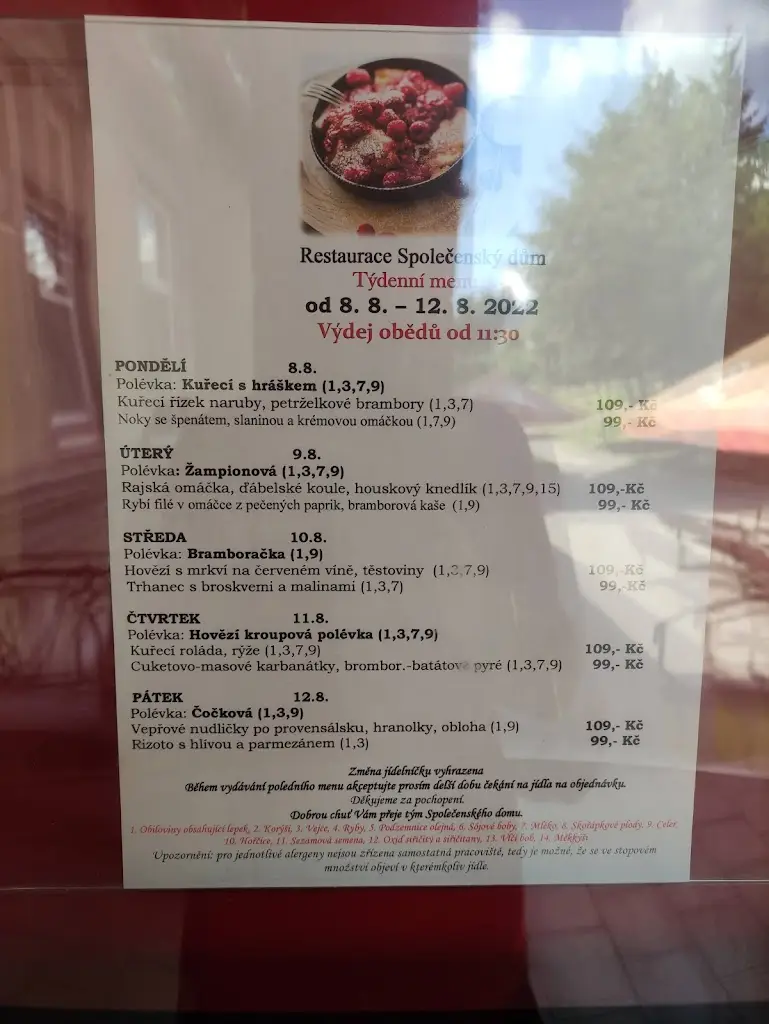 Restaurace Společenský dům
Týdenní menu
od 8. 8. – 12. 8. 2022
Výdej obědů od 11:30
PONDĚLÍ 8.8.
Polévka: Kuřecí s hráškem (1,3,7,9)
Kuřecí řízek naruby, petrželkové brambory (1,3,7) 109,- Kč
Noky se špenátem, slaninou a krémovou omáčkou (1,7,9) 99,- Kč
ÚTERÝ 9.8.
Polévka: Žampionová (1,3,7,9)
Rajská omáčka, ďábelské koule, houskový knedlík (1,3,7,9,15) 109,-Kč
Rybí filé v omáčce z pečených paprik, bramborová kaše (1,9) 99,- Kč
STŘEDA 10.8.
Polévka: Bramboračka (1,9)
Hovězí s mrkví na červeném víně, těstoviny (1,3,7,9) 109,-Kč
Trhanec s broskvemi a malinami (1,3,7) 99,-Kč
ČTVRTEK 11.8.
Polévka: Hovězí kroupová polévka (1,3,7,9)
Kuřecí roláda, rýže (1,3,7,9) 109,- Kč
Cuketovo-masové karbanátky, brombor.-batátové pyré (1,3,7,9) 99,- Kč
PÁTEK 12.8.
Polévka: Čočková (1,3,9)
Vepřové nudličky po provensálsku, hranolky, obloha (1,9) 109,- Kč
Rizoto s hlívou a parmezánem (1,3) 99,- Kč
Změna jídelníčku vyhrazena
Během vydávání poledního menu akceptujte prosím delší dobu čekání na jídla na objednávku.
Děkujeme za pochopení.
Dobrou chuť Vám přeje tým Společenského domu.
1. Obiloviny obsahující lepek, 2. Korýši, 3. Vejce, 4. Ryby, 5. Podzemnice olejná, 6. Sójové boby, 7. Mléko, 8. Skořápkové plody, 9. Celer,
10. Hořčice, 11. Sezamová semena, 12. Oxid siřičitý a siřičitany, 13. Vlčí bob, 14. Měkkýši
Upozornění: pro jednotlivé alergeny nejsou zřízena samostatná pracoviště, tedy je možné, že se ve stopovém
množství objeví v kterémkoliv jídle.